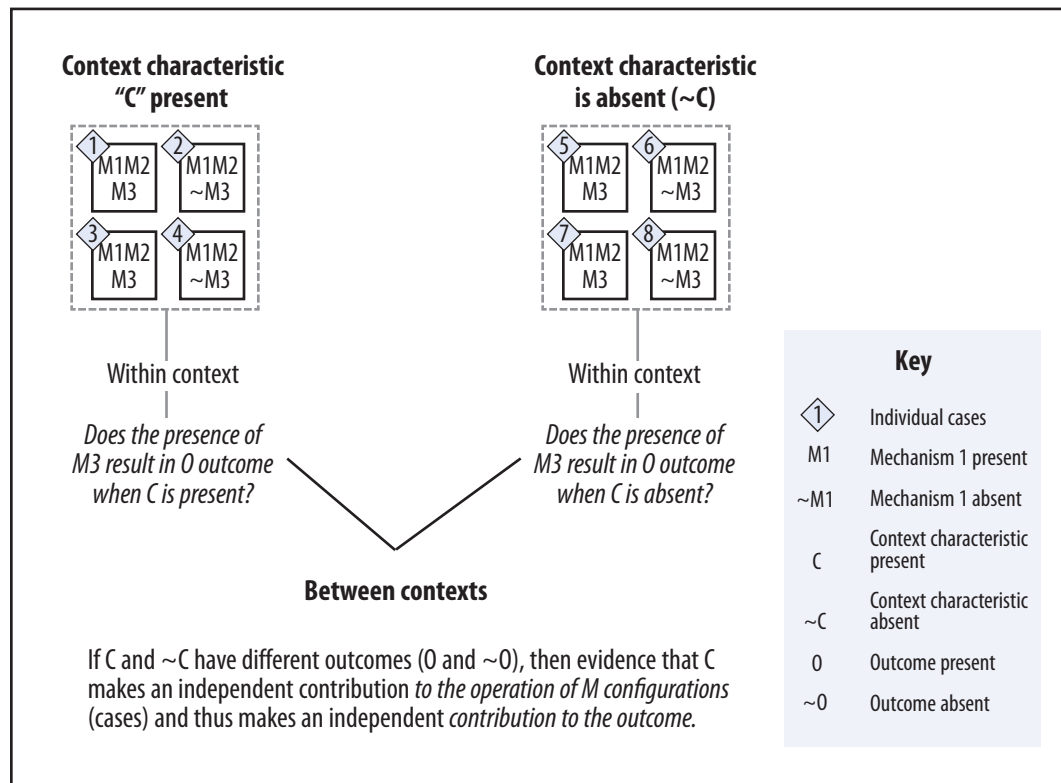 Context characteristic
“C” present
1
M1M2
M3
2
M1M2
~M3
3
M1M2
M3
4
M1M2
~M3
Within context
Does the presence of
M3 result in O outcome
when C is present?
Context characteristic
is absent (~C)
5
M1M2
M3
6
M1M2
~M3
7
M1M2
M3
8
M1M2
~M3
Within context
Does the presence of
M3 result in O outcome
when C is absent?
Between contexts
If C and ~C have different outcomes (O and ~O), then evidence that C
makes an independent contribution to the operation of M configurations
(cases) and thus makes an independent contribution to the outcome.
Key
1 Individual cases
M1 Mechanism 1 present
~M1 Mechanism 1 absent
C Context characteristic
present
~C Context characteristic
absent
O Outcome present
~O Outcome absent